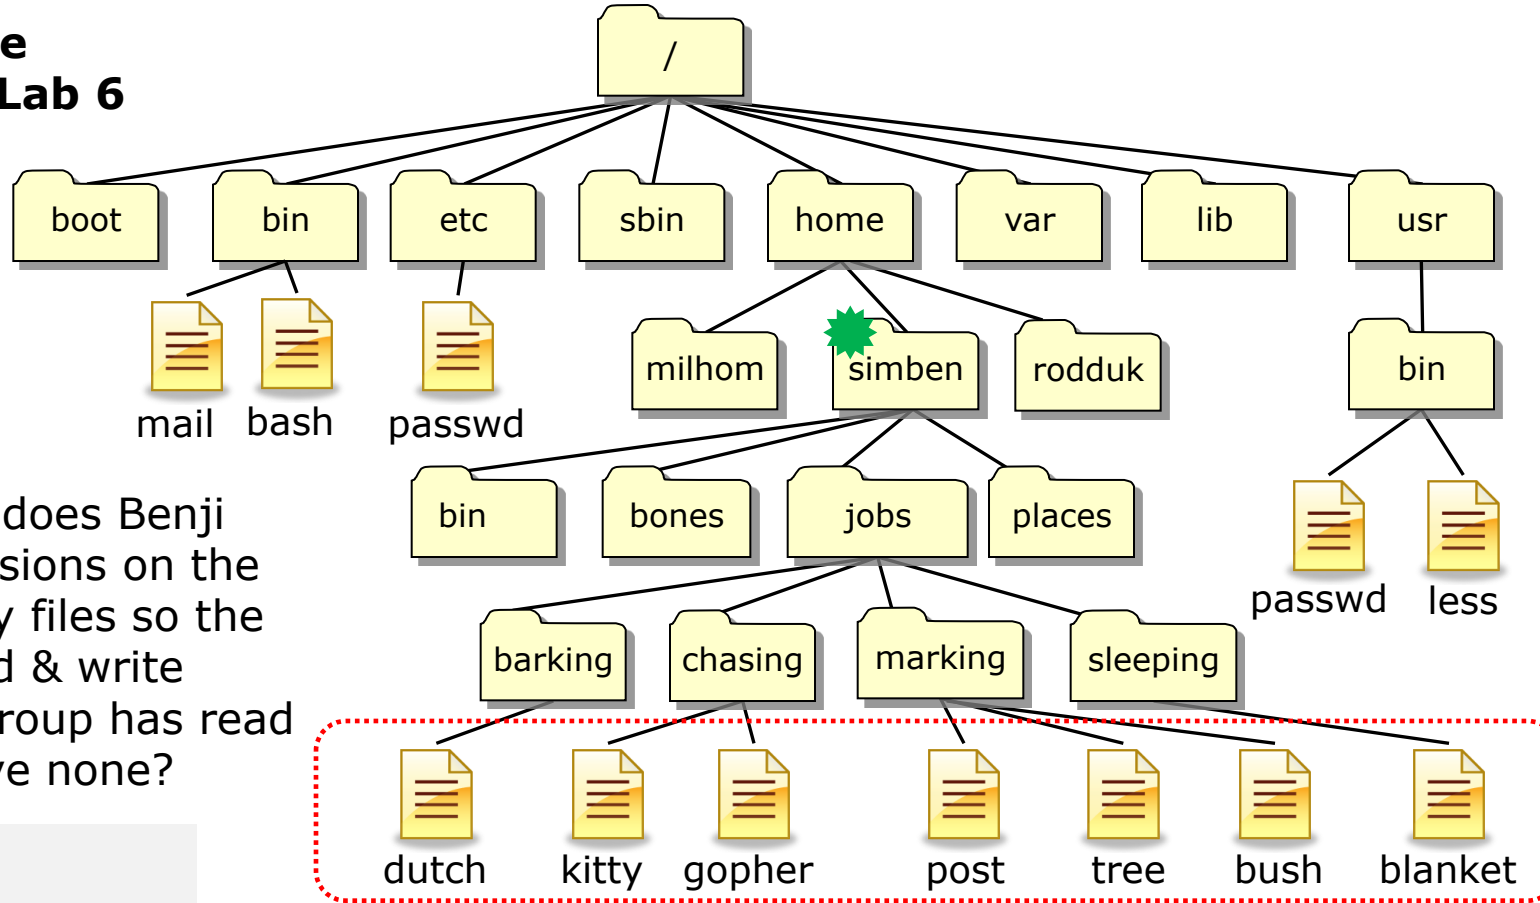 e
Lab 6
/
boot bin etc sbin home var lib usr
mail bash passwd
milhom simben rodduk bin
does Benji
sions on the
y files so the
d & write
roup has read
ve none?
bin bones jobs places
passwd less
barking chasing marking sleeping
dutch kitty gopher post tree bush blanket